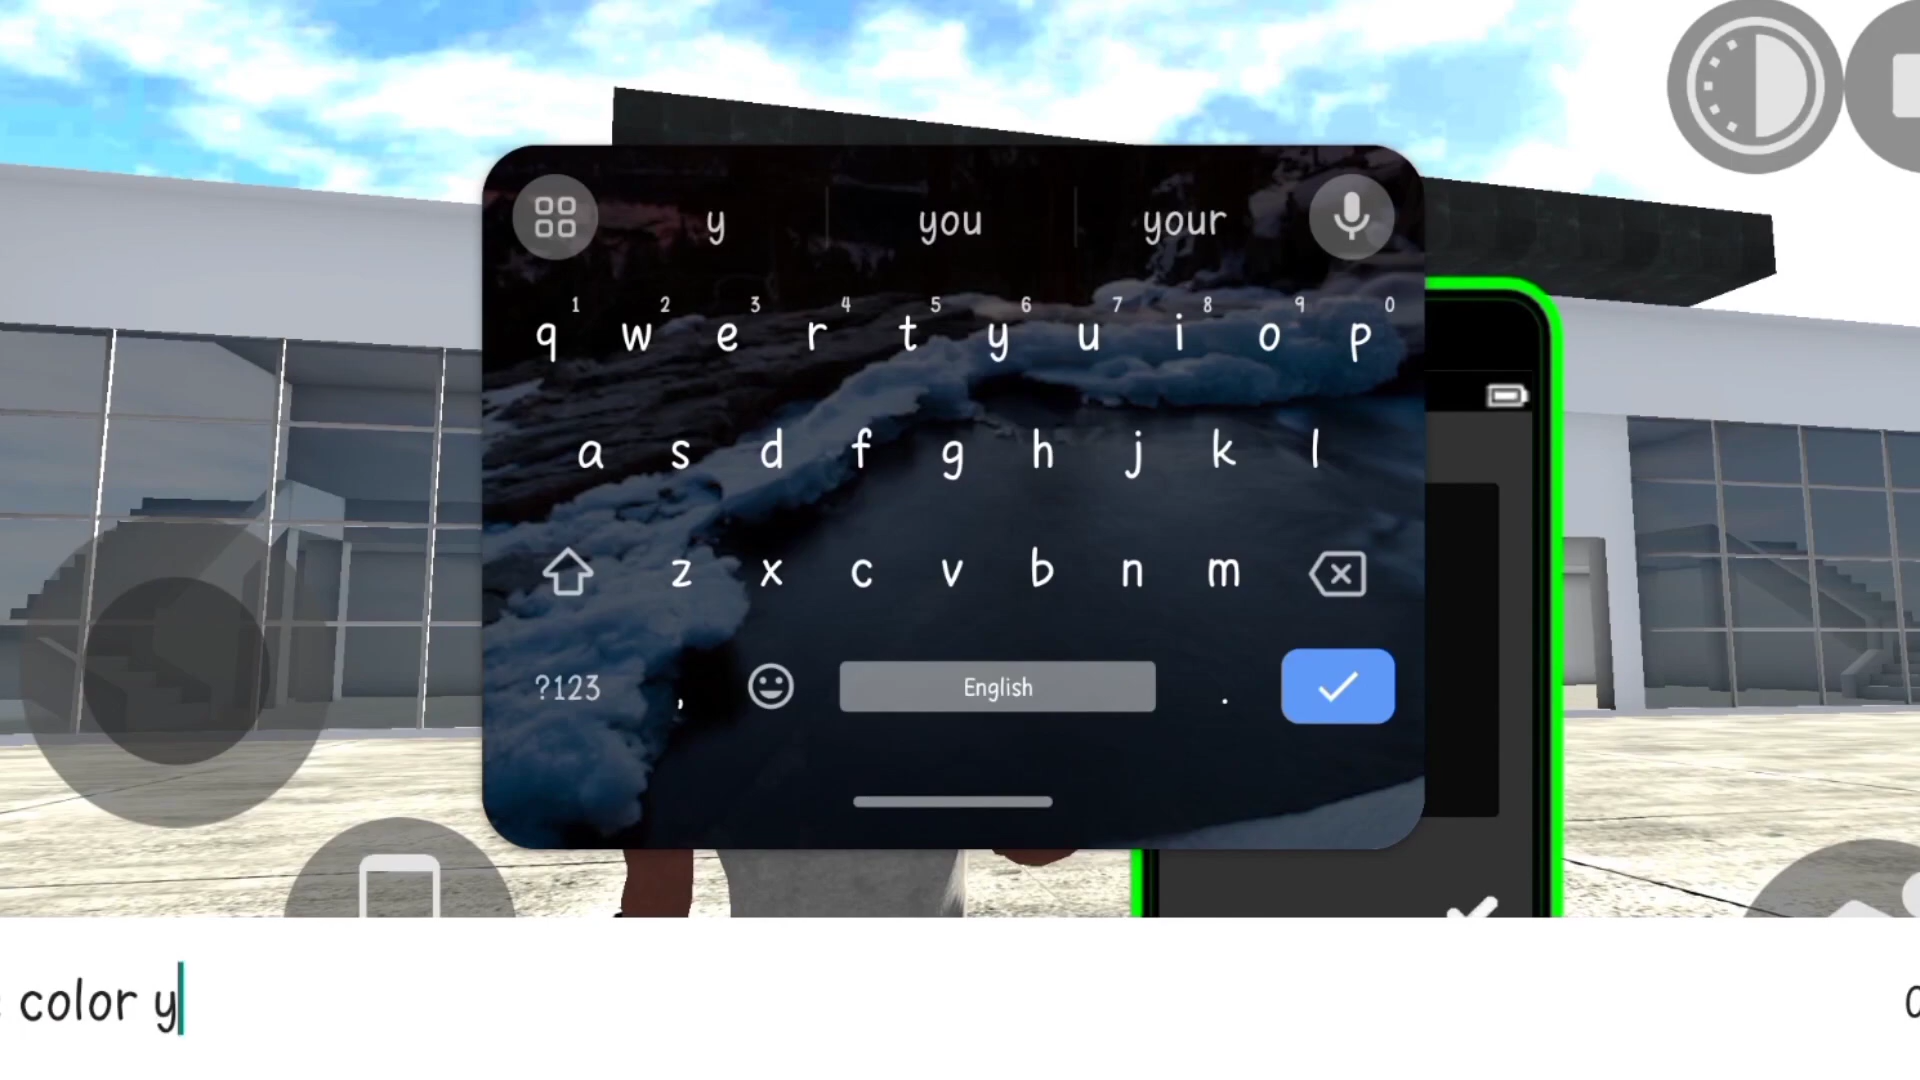 y you your
1 2 3 4 5 6 7 8 9 0
q w e r t y u i o p
a s d f g h j k l
z x c v b n m
?123 , English .
color y